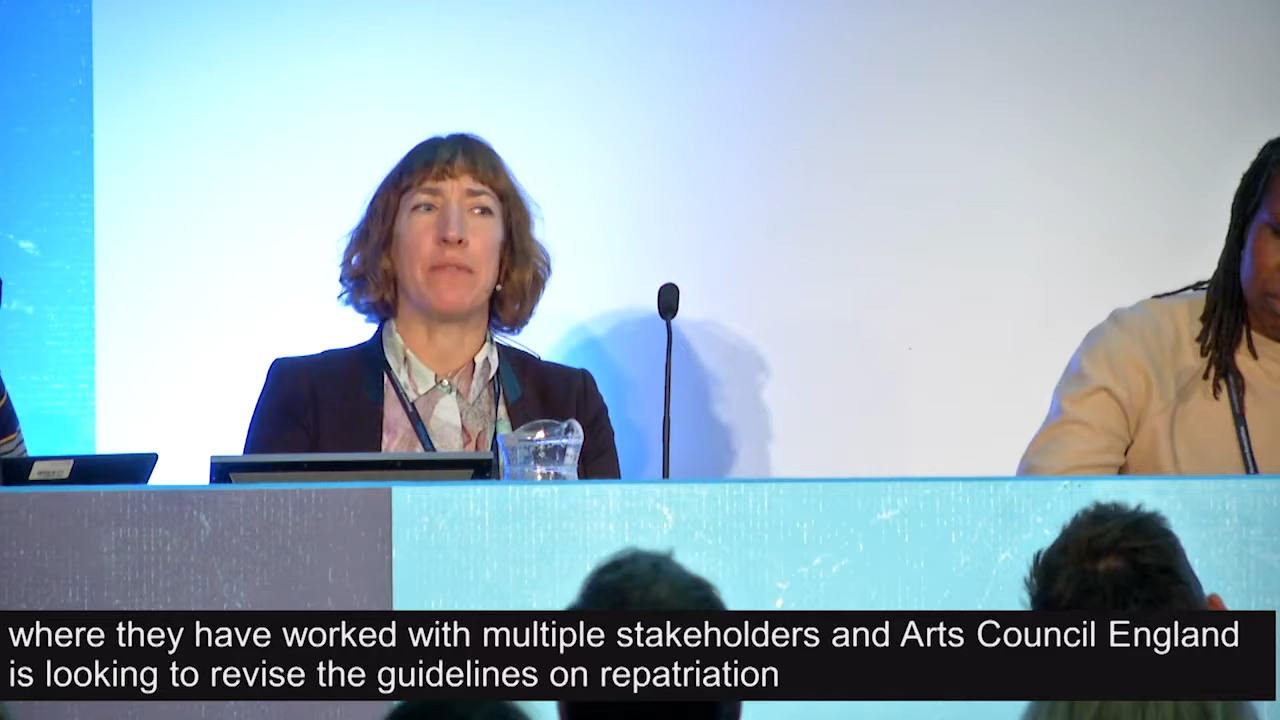 where they have worked with multiple stakeholders and Arts Council England
is looking to revise the guidelines on repatriation